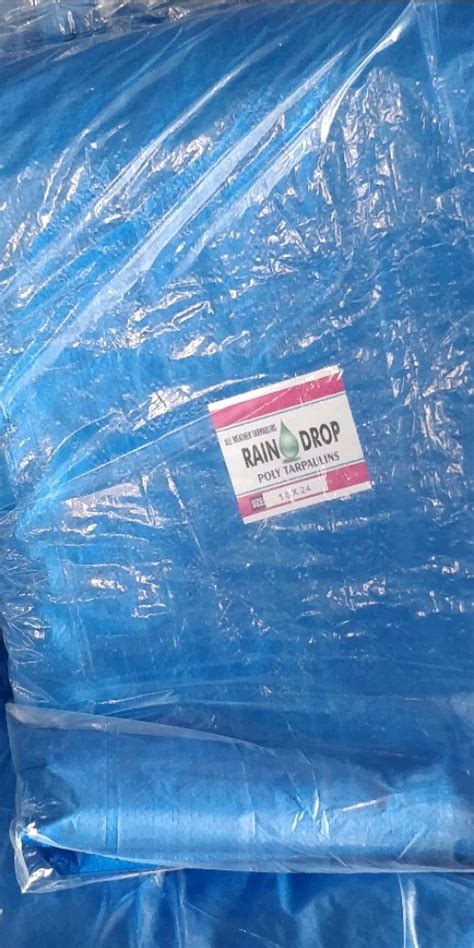 ALL WEATHER TARPAULINS
RAIN DROP
POLY TARPAULINS
SIZE 18 X 24